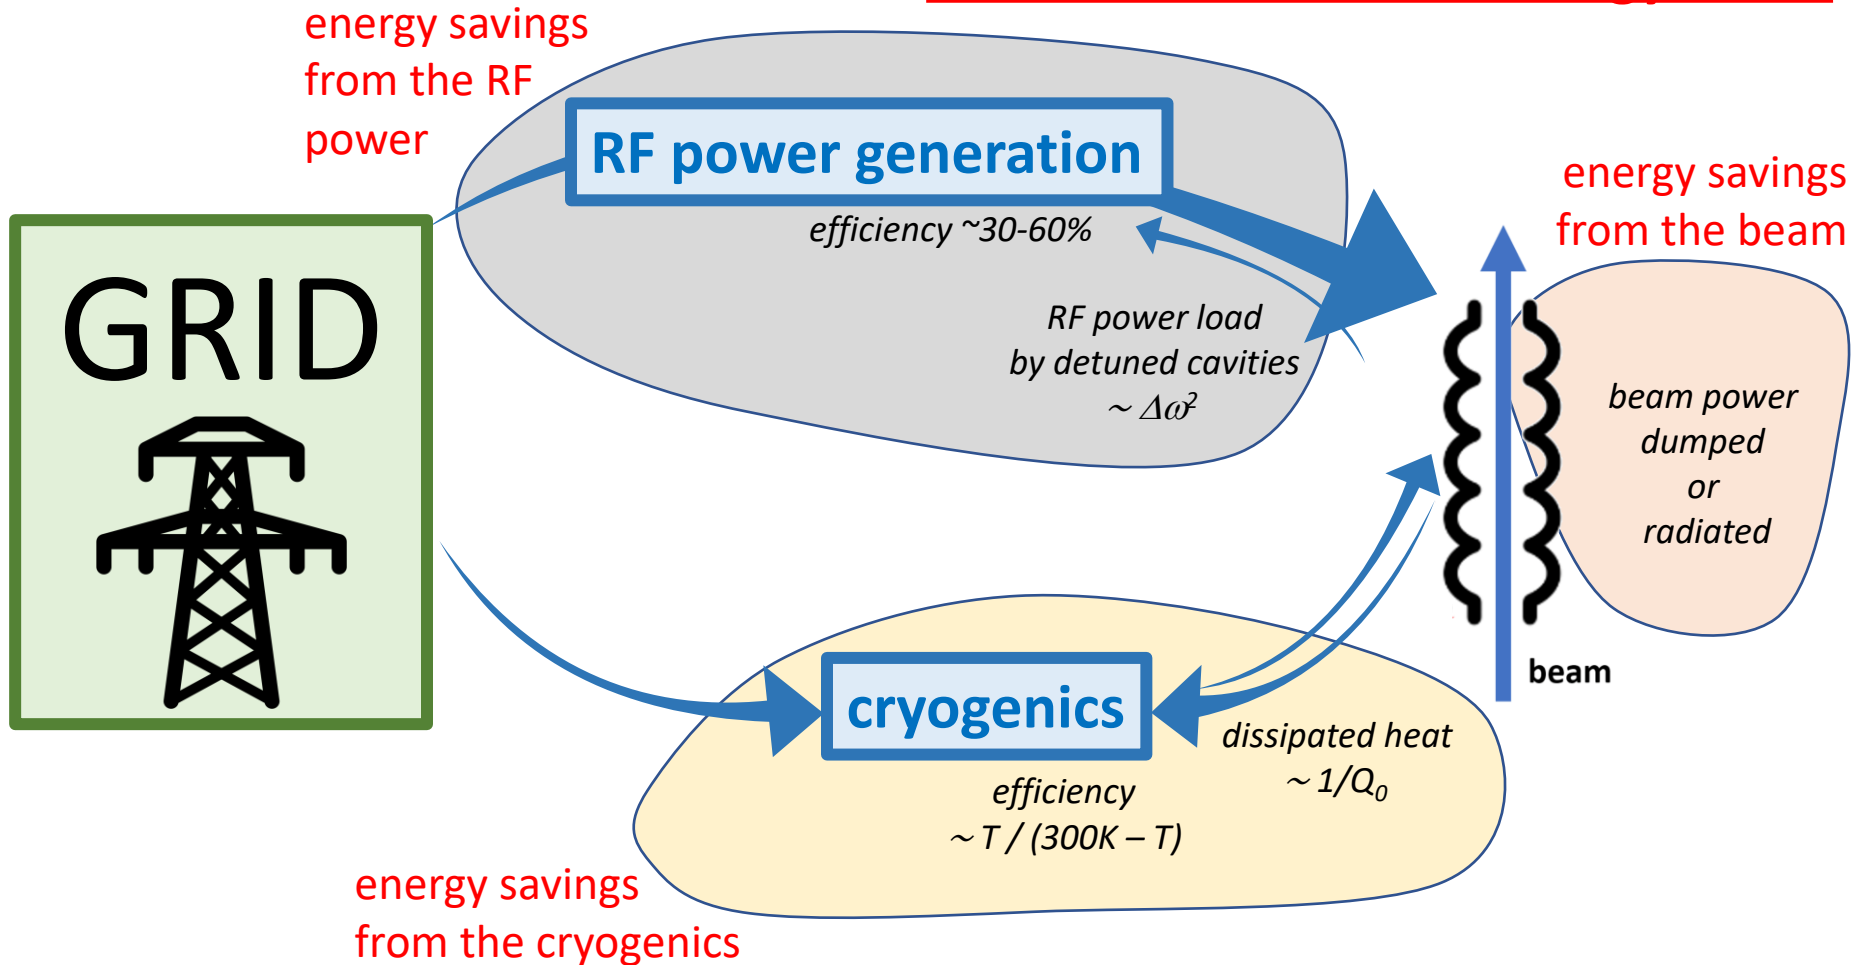 energy savings
from the RF
power
RF power generation
efficiency ~30-60%
energy savings
from the beam
GRID
RF power load
by detuned cavities
~ Δω²
beam power
dumped
or
radiated
beam
cryogenics
dissipated heat
~ 1/Q₀
efficiency
~ T / (300K – T)
energy savings
from the cryogenics